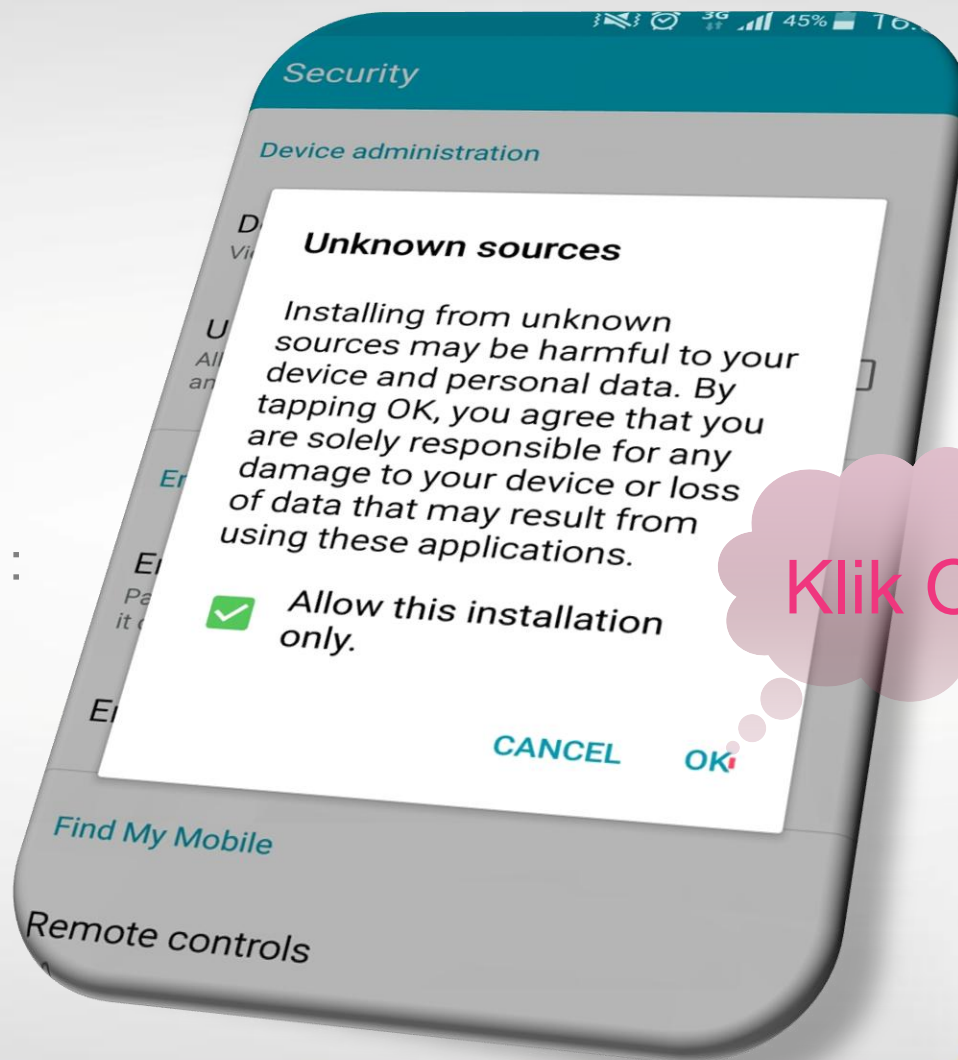 3G 45%
Security
Device administration
Unknown sources
Installing from unknown
sources may be harmful to your
device and personal data. By
tapping OK, you agree that you
are solely responsible for any
damage to your device or loss
of data that may result from
using these applications.
Allow this installation
only.
Klik
CANCEL OK
Find My Mobile
Remote controls
: